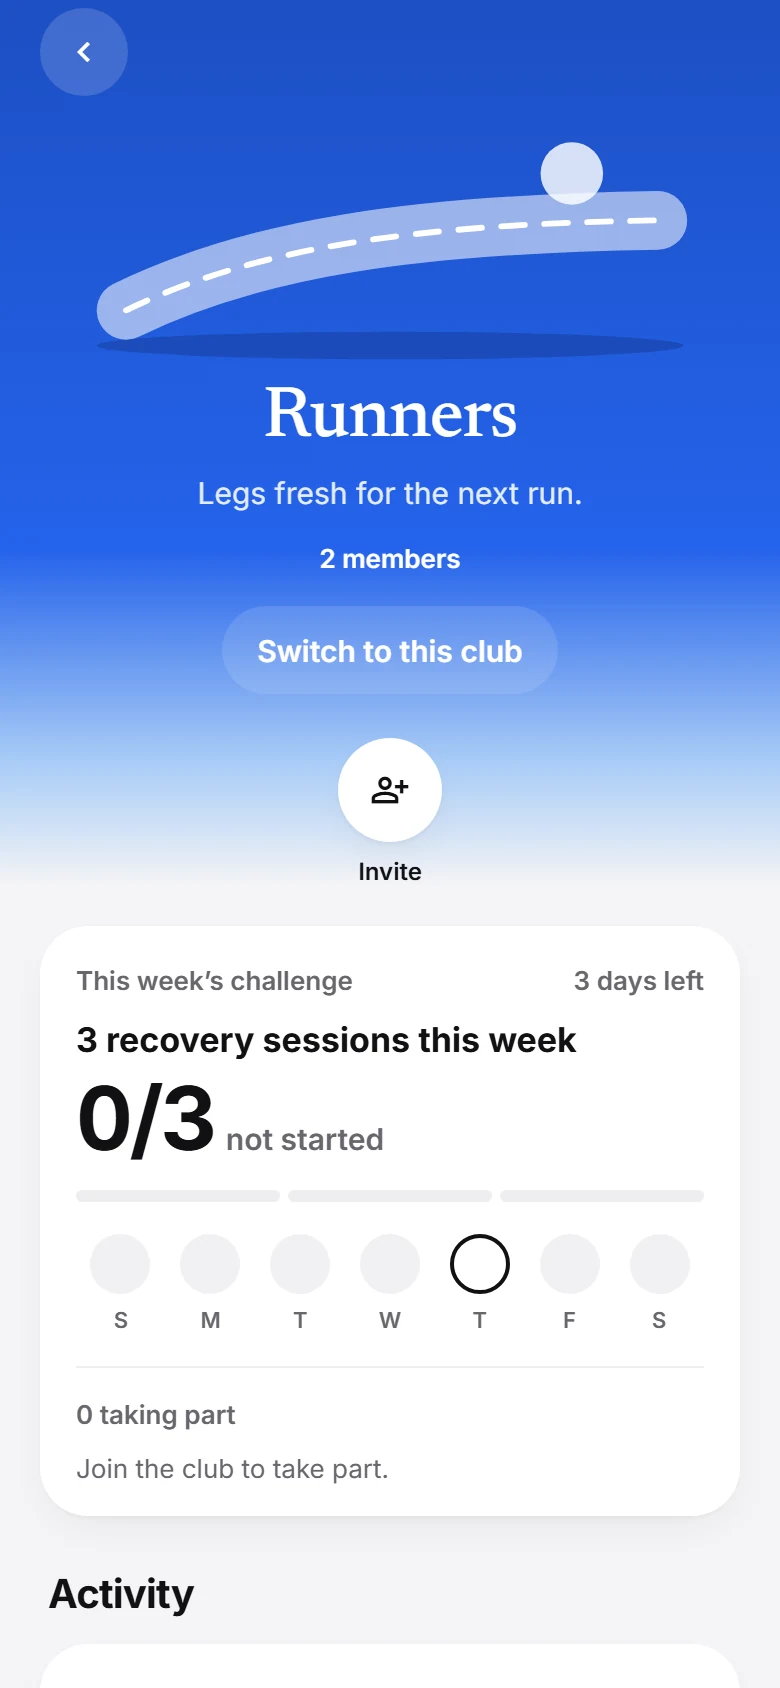 Runners
Legs fresh for the next run.
2 members
Switch to this club
Invite
This week’s challenge
3 days left
3 recovery sessions this week
0/3 not started
S M T W T F S
0 taking part
Join the club to take part.
Activity